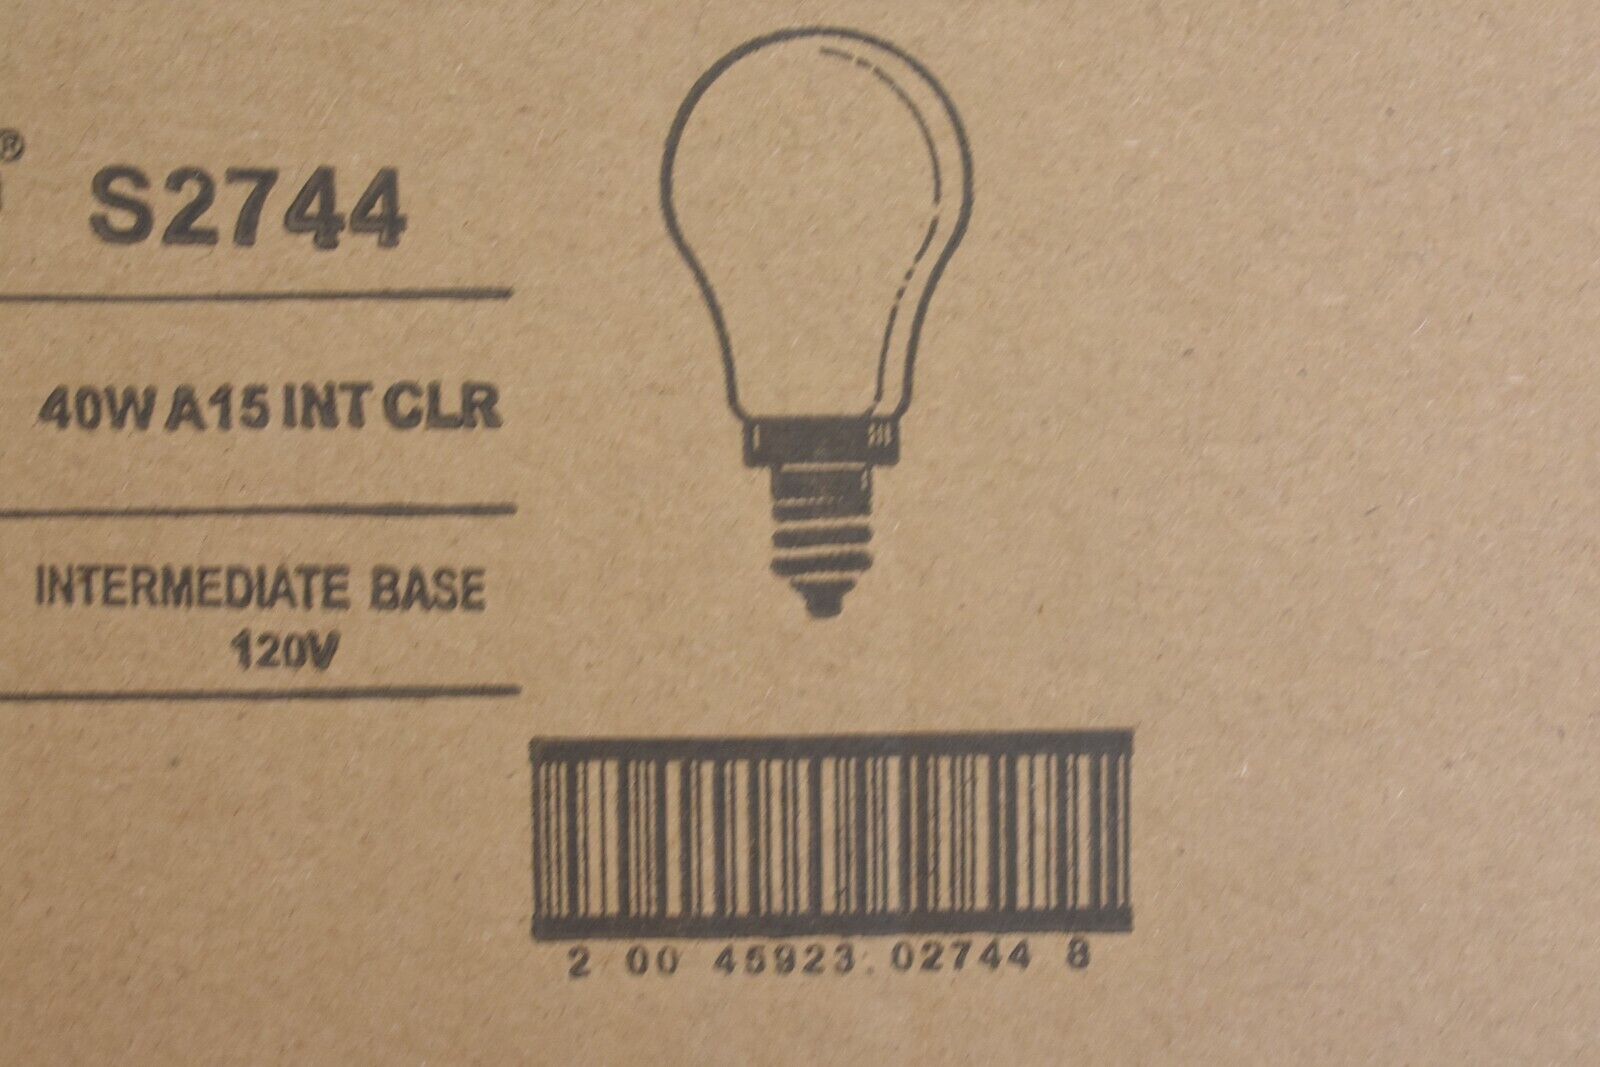 ® S2744
40W A15 INT CLR
INTERMEDIATE BASE
120V
2 00 45923 02744 8